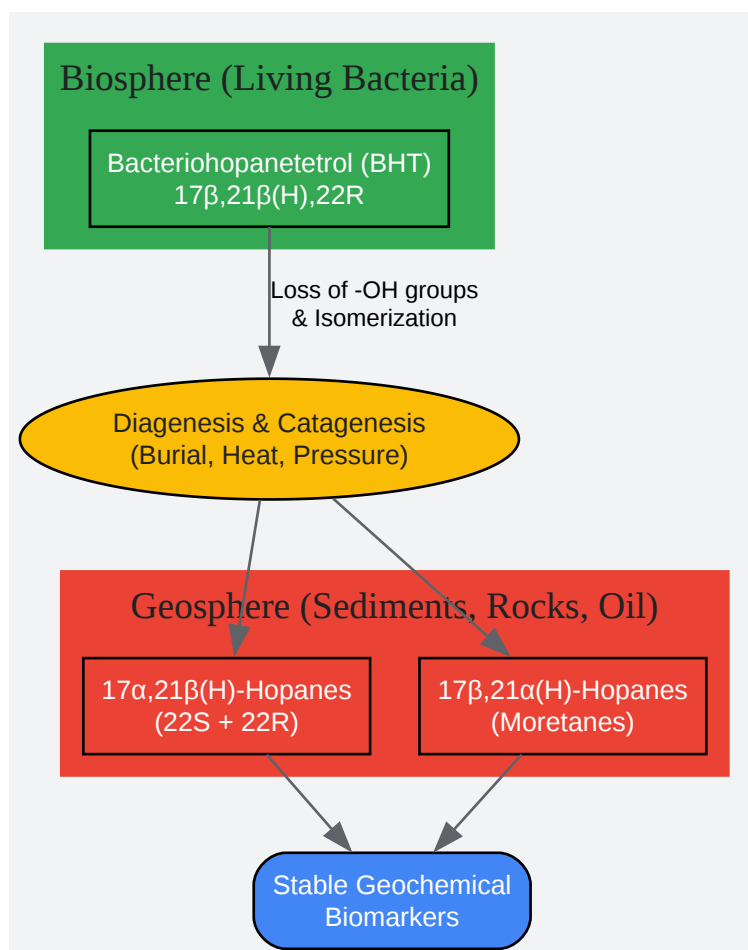 Biosphere (Living Bacteria)
Bacteriohopanetetrol (BHT)
17β,21β(H),22R
Loss of -OH groups
& Isomerization
Diagenesis & Catagenesis
(Burial, Heat, Pressure)
Geosphere (Sediments, Rocks, Oil)
17α,21β(H)-Hopanes
(22S + 22R)
17β,21α(H)-Hopanes
(Moretanes)
Stable Geochemical
Biomarkers